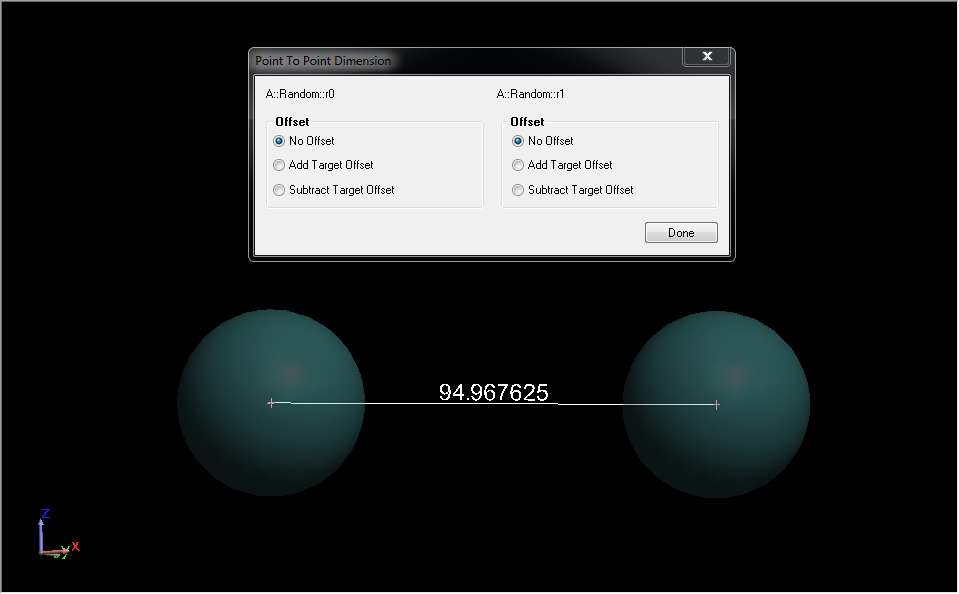 Point To Point Dimension
X
A::Random::r0 A::Random::r1
Offset Offset
No Offset No Offset
Add Target Offset Add Target Offset
Subtract Target Offset Subtract Target Offset
Done
94.967625
Z
Y X